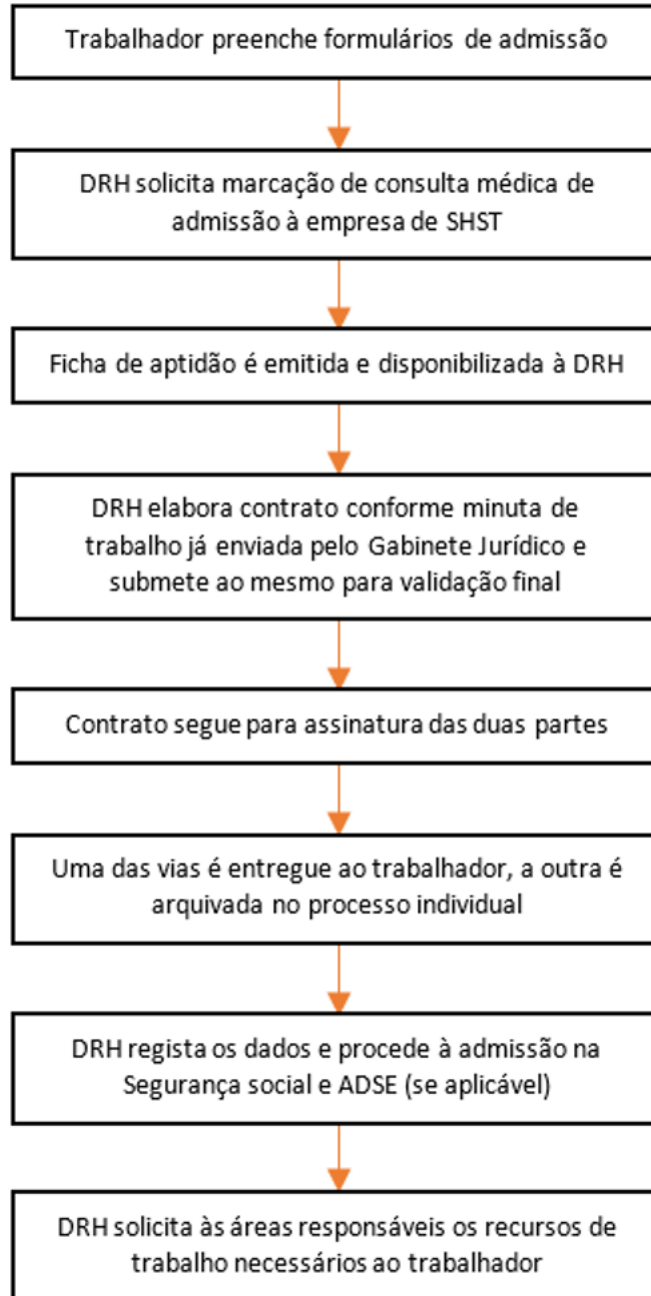 Trabalhador preenche formulários de admissão
DRH solicita marcação de consulta médica de
admissão à empresa de SHST
Ficha de aptidão é emitida e disponibilizada à DRH
DRH elabora contrato conforme minuta de
trabalho já enviada pelo Gabinete Jurídico e
submete ao mesmo para validação final
Contrato segue para assinatura das duas partes
Uma das vias é entregue ao trabalhador, a outra é
arquivada no processo individual
DRH regista os dados e procede à admissão na
Segurança social e ADSE (se aplicável)
DRH solicita às áreas responsáveis os recursos de
trabalho necessários ao trabalhador